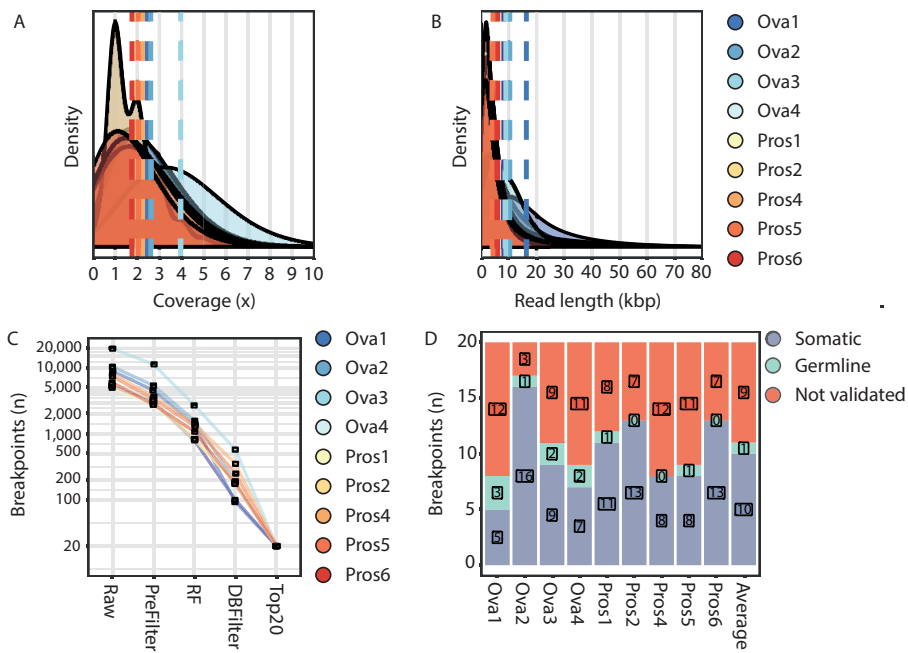 A
Density
0 1 2 3 4 5 6 7 8 9 10
Coverage (x)
B
Density
0 10 20 30 40 50 60 70 80
Read length (kbp)
Ova1
Ova2
Ova3
Ova4
Pros1
Pros2
Pros4
Pros5
Pros6
C
Breakpoints (n)
20,000
10,000
5,000
2,000
1,000
500
200
100
20
Raw
PreFilter
RF
DBFilter
Top20
Ova1
Ova2
Ova3
Ova4
Pros1
Pros2
Pros4
Pros5
Pros6
D
Breakpoints (n)
20
15
10
5
0
12 3 5
3 1 16
9 2 9
11 2 7
8 1 11
7 0 13
12 0 8
11 1 8
7 0 13
9 1 10
Ova1
Ova2
Ova3
Ova4
Pros1
Pros2
Pros4
Pros5
Pros6
Average
Somatic
Germline
Not validated